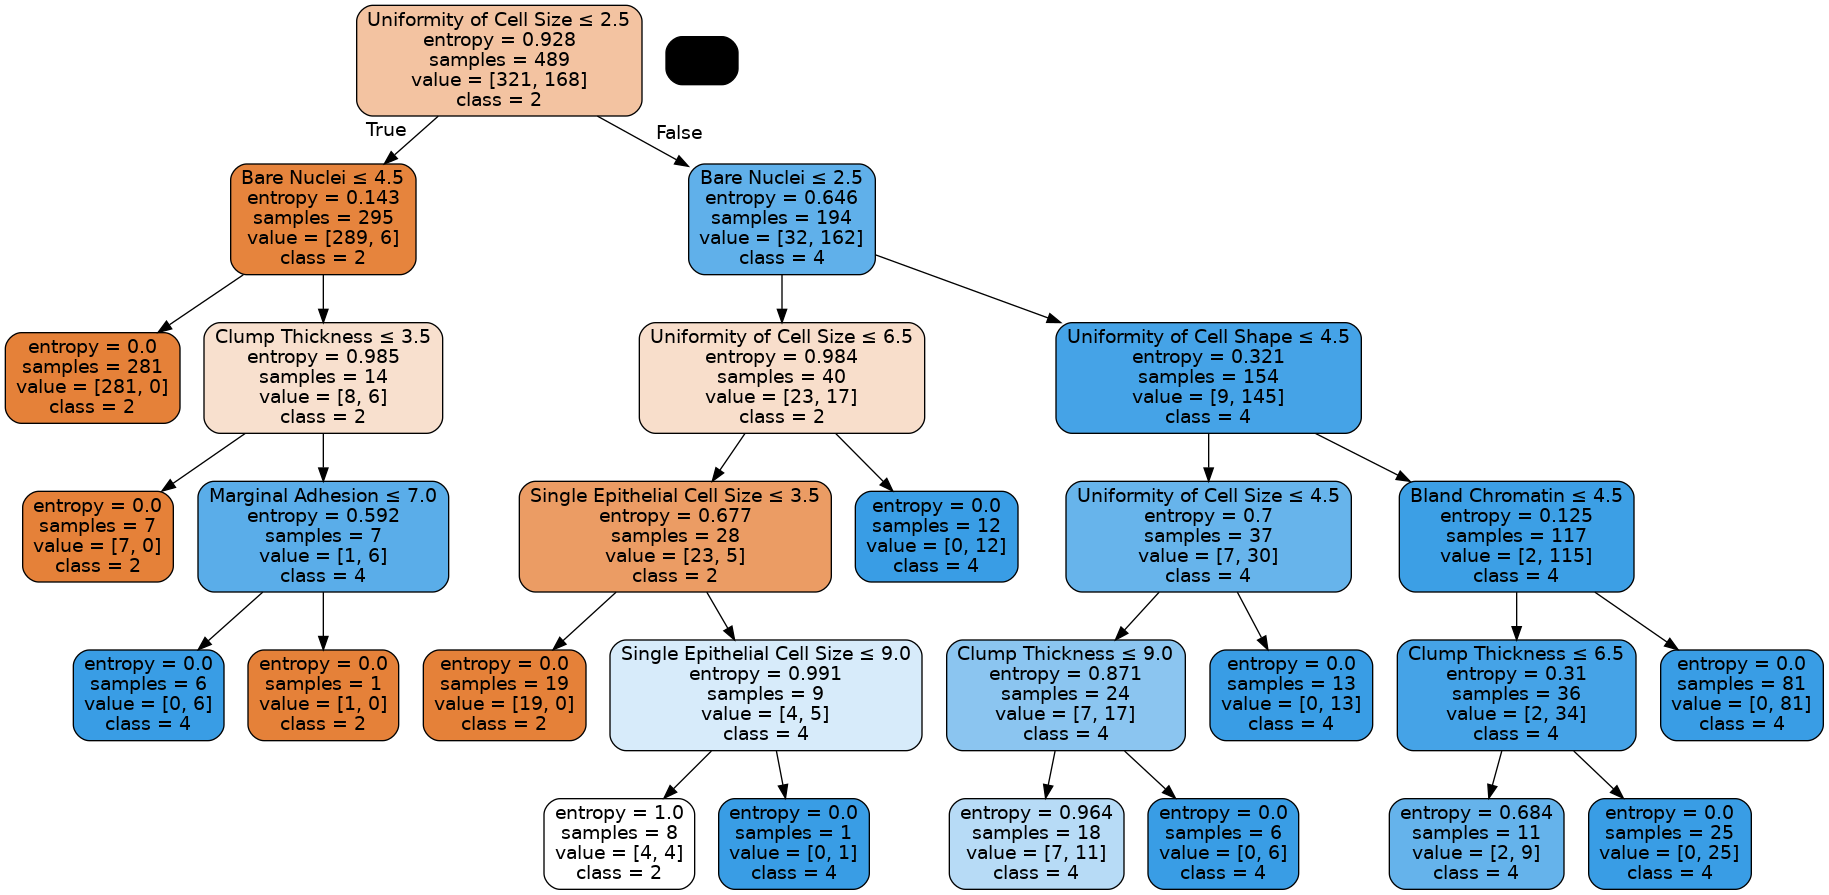 Uniformity of Cell Size ≤ 2.5
entropy = 0.928
samples = 489
value = [321, 168]
class = 2
True
False
Bare Nuclei ≤ 4.5
entropy = 0.143
samples = 295
value = [289, 6]
class = 2
Bare Nuclei ≤ 2.5
entropy = 0.646
samples = 194
value = [32, 162]
class = 4
entropy = 0.0
samples = 281
value = [281, 0]
class = 2
Clump Thickness ≤ 3.5
entropy = 0.985
samples = 14
value = [8, 6]
class = 2
Uniformity of Cell Size ≤ 6.5
entropy = 0.984
samples = 40
value = [23, 17]
class = 2
Uniformity of Cell Shape ≤ 4.5
entropy = 0.321
samples = 154
value = [9, 145]
class = 4
entropy = 0.0
samples = 7
value = [7, 0]
class = 2
Marginal Adhesion ≤ 7.0
entropy = 0.592
samples = 7
value = [1, 6]
class = 4
Single Epithelial Cell Size ≤ 3.5
entropy = 0.677
samples = 28
value = [23, 5]
class = 2
entropy = 0.0
samples = 12
value = [0, 12]
class = 4
Uniformity of Cell Size ≤ 4.5
entropy = 0.7
samples = 37
value = [7, 30]
class = 4
Bland Chromatin ≤ 4.5
entropy = 0.125
samples = 117
value = [2, 115]
class = 4
entropy = 0.0
samples = 6
value = [0, 6]
class = 4
entropy = 0.0
samples = 1
value = [1, 0]
class = 2
entropy = 0.0
samples = 19
value = [19, 0]
class = 2
Single Epithelial Cell Size ≤ 9.0
entropy = 0.991
samples = 9
value = [4, 5]
class = 4
Clump Thickness ≤ 9.0
entropy = 0.871
samples = 24
value = [7, 17]
class = 4
entropy = 0.0
samples = 13
value = [0, 13]
class = 4
Clump Thickness ≤ 6.5
entropy = 0.31
samples = 36
value = [2, 34]
class = 4
entropy = 0.0
samples = 81
value = [0, 81]
class = 4
entropy = 1.0
samples = 8
value = [4, 4]
class = 2
entropy = 0.0
samples = 1
value = [0, 1]
class = 4
entropy = 0.964
samples = 18
value = [7, 11]
class = 4
entropy = 0.0
samples = 6
value = [0, 6]
class = 4
entropy = 0.684
samples = 11
value = [2, 9]
class = 4
entropy = 0.0
samples = 25
value = [0, 25]
class = 4